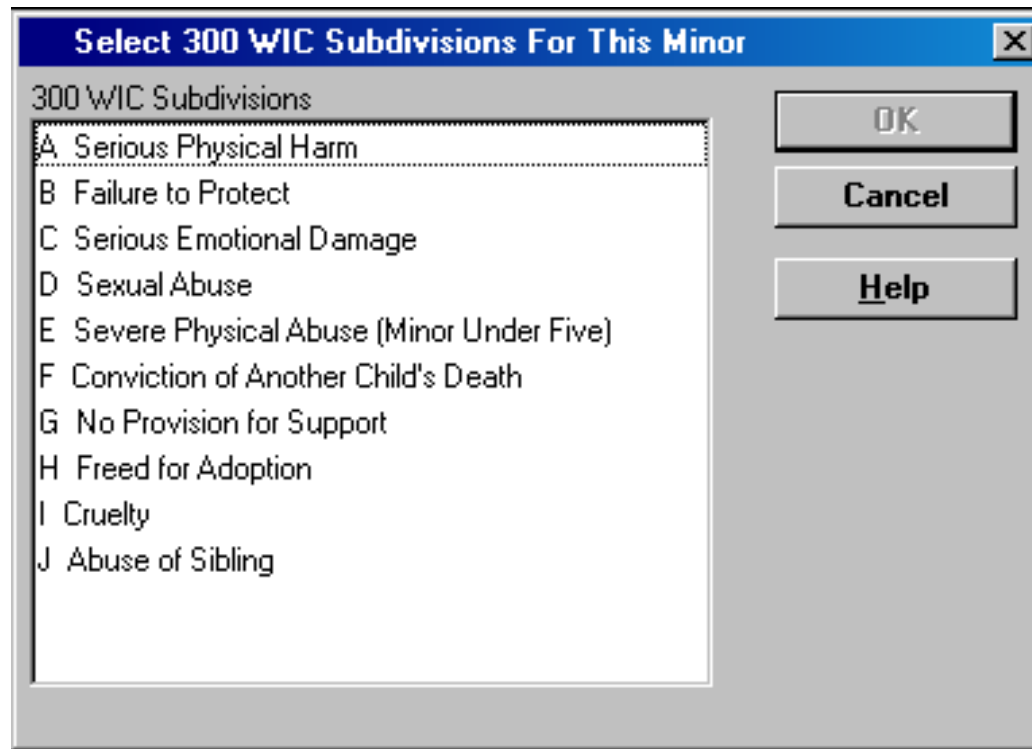 Select 300 WIC Subdivisions For This Minor
300 WIC Subdivisions
A Serious Physical Harm
B Failure to Protect
C Serious Emotional Damage
D Sexual Abuse
E Severe Physical Abuse (Minor Under Five)
F Conviction of Another Child's Death
G No Provision for Support
H Freed for Adoption
I Cruelty
J Abuse of Sibling
OK
Cancel
Help